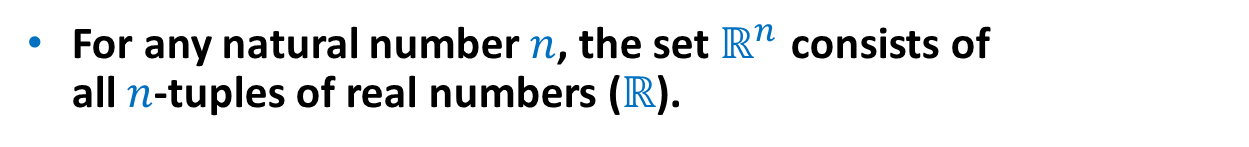 • For any natural number 𝑛, the set ℝⁿ consists of
all 𝑛-tuples of real numbers (ℝ).